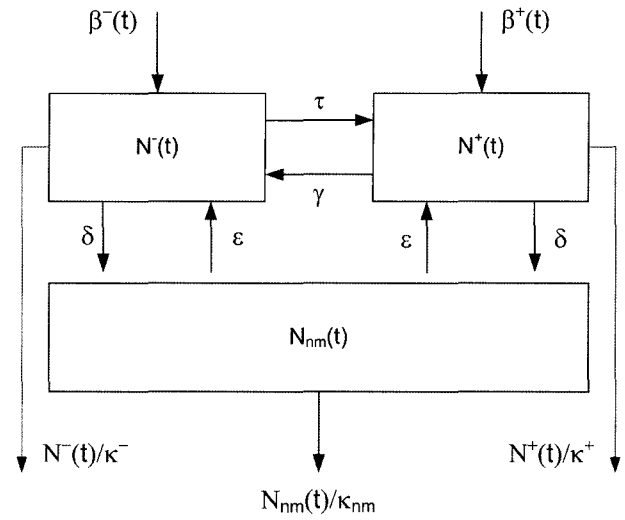 β⁻(t)
β⁺(t)
τ
N⁻(t)
N⁺(t)
γ
δ
ε
ε
δ
Nₙₘ(t)
N⁻(t)/κ⁻
N⁺(t)/κ⁺
Nₙₘ(t)/κₙₘ